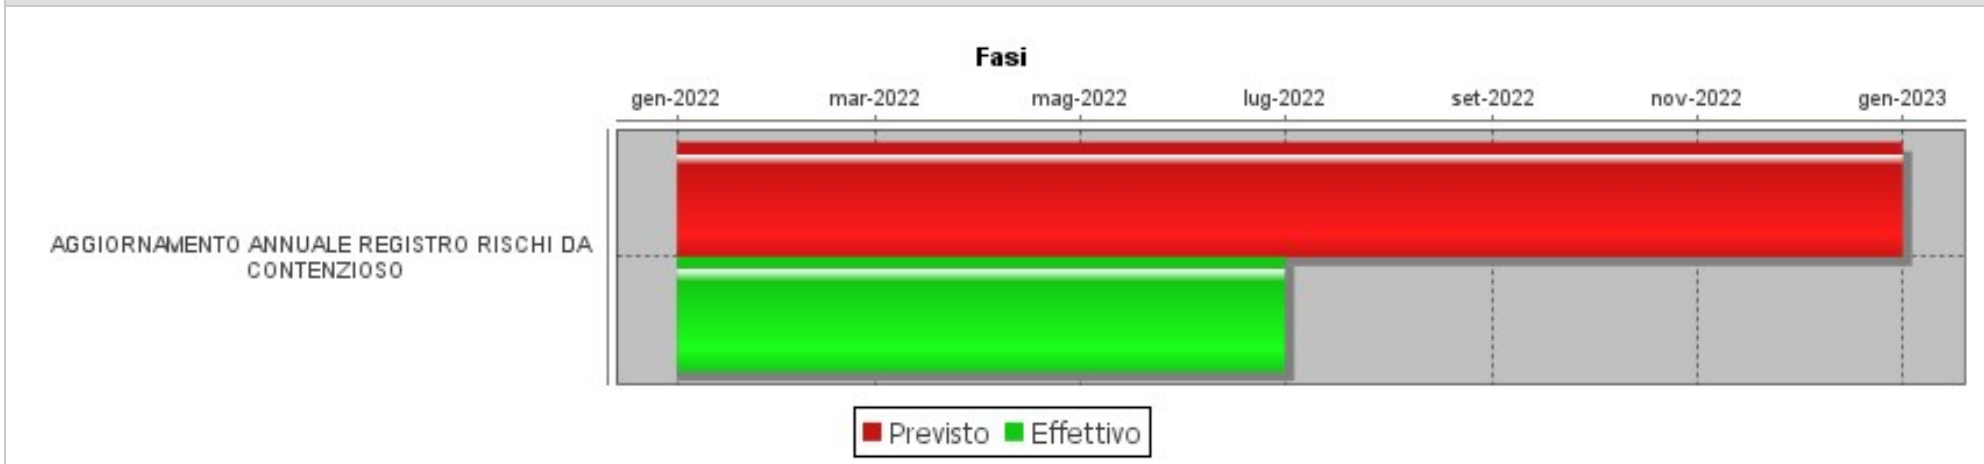 Fasi
gen-2022 mar-2022 mag-2022 lug-2022 set-2022 nov-2022 gen-2023
AGGIORNAMENTO ANNUALE REGISTRO RISCHI DA
CONTENZIOSO
Previsto Effettivo